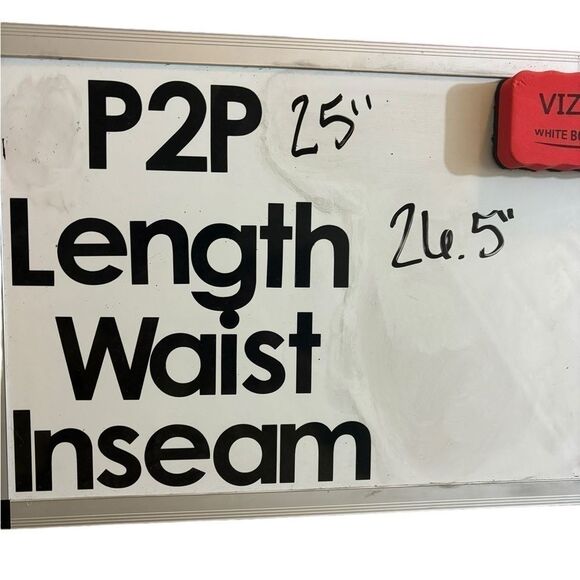 P2P 25"
VIZ
WHITE BO
Length 26.5"
Waist
Inseam